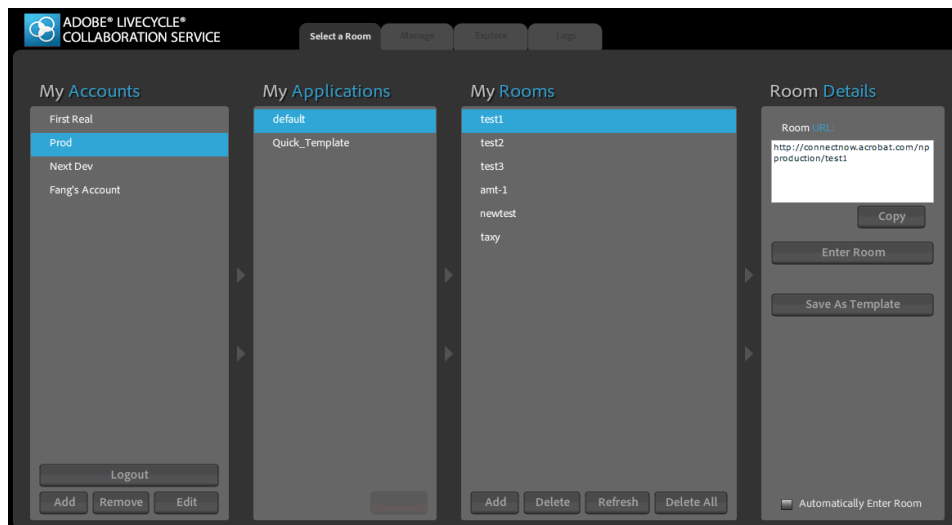 ADOBE® LIVECYCLE®
COLLABORATION SERVICE
Select a Room
Manage
Explore
Logs
My Accounts
First Real
Prod
Next Dev
Fang's Account
Logout
Add
Remove
Edit
My Applications
default
Quick_Template
My Rooms
test1
test2
test3
amt-1
newtest
taxy
Add
Delete
Refresh
Delete All
Room Details
Room URL:
http://connectnow.acrobat.com/np
production/test1
Copy
Enter Room
Save As Template
Automatically Enter Room